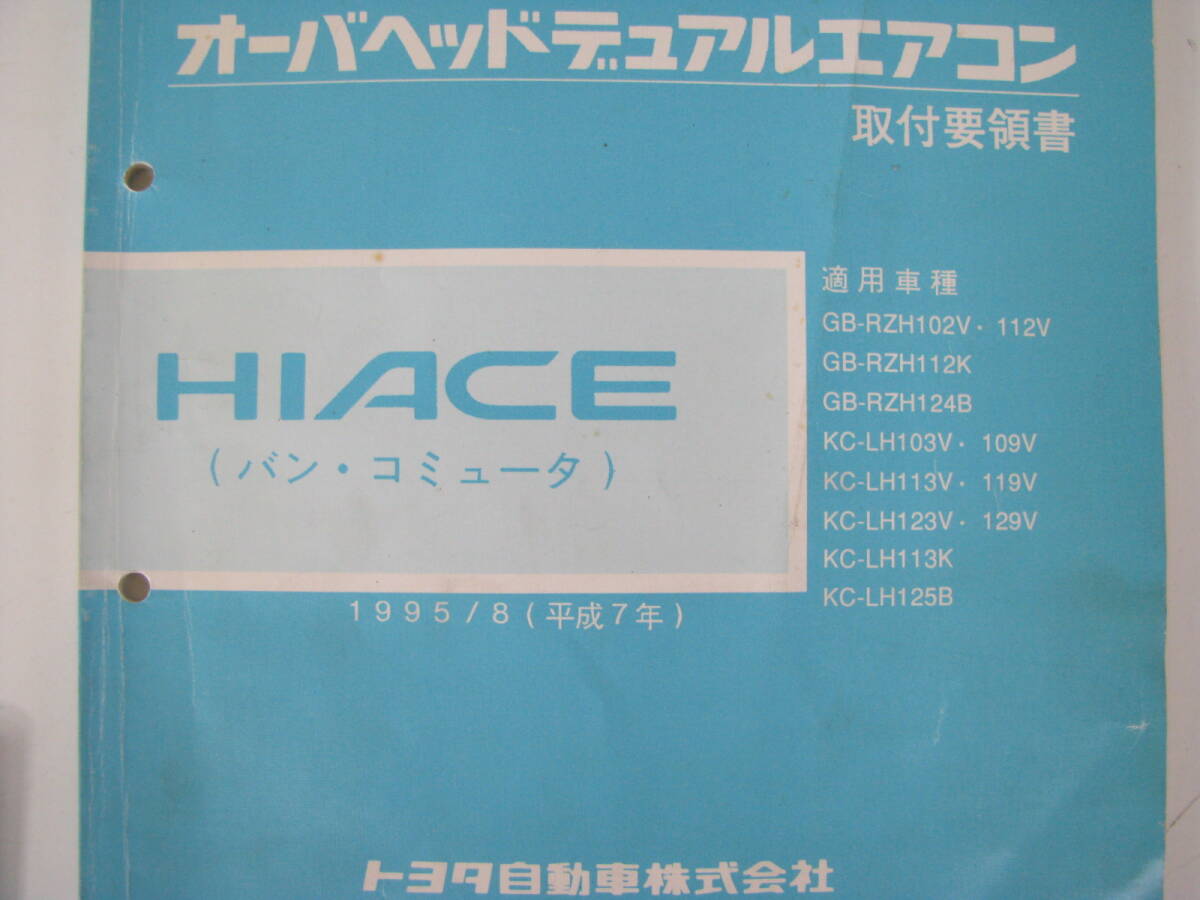 オーバヘッドデュアルエアコン
取付要領書
HIACE
(バン・コミュータ)
1995/8(平成7年)
適用車種
GB-RZH102V・112V
GB-RZH112K
GB-RZH124B
KC-LH103V・109V
KC-LH113V・119V
KC-LH123V・129V
KC-LH113K
KC-LH125B
トヨタ自動車株式会社